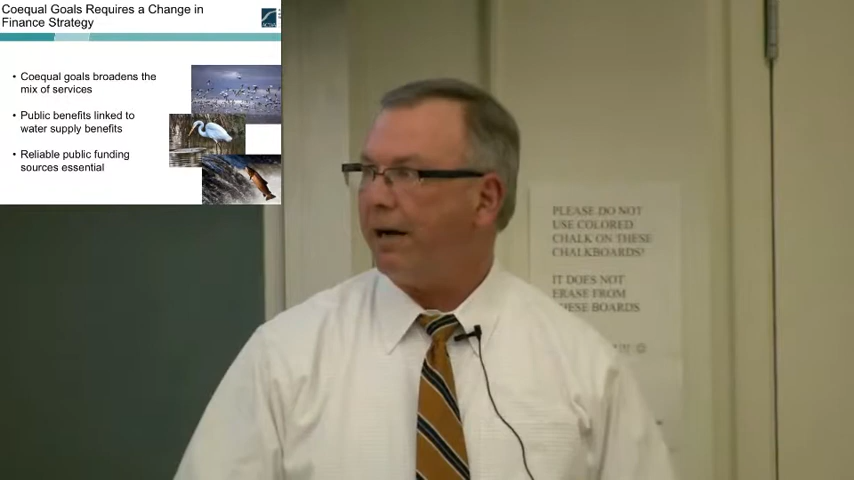 Coequal Goals Requires a Change in
Finance Strategy
• Coequal goals broadens the
mix of services
• Public benefits linked to
water supply benefits
• Reliable public funding
sources essential
PLEASE DO NOT
USE COLORED
CHALK ON THESE
CHALKBOARDS!
IT DOES NOT
ERASE FROM
THESE BOARDS